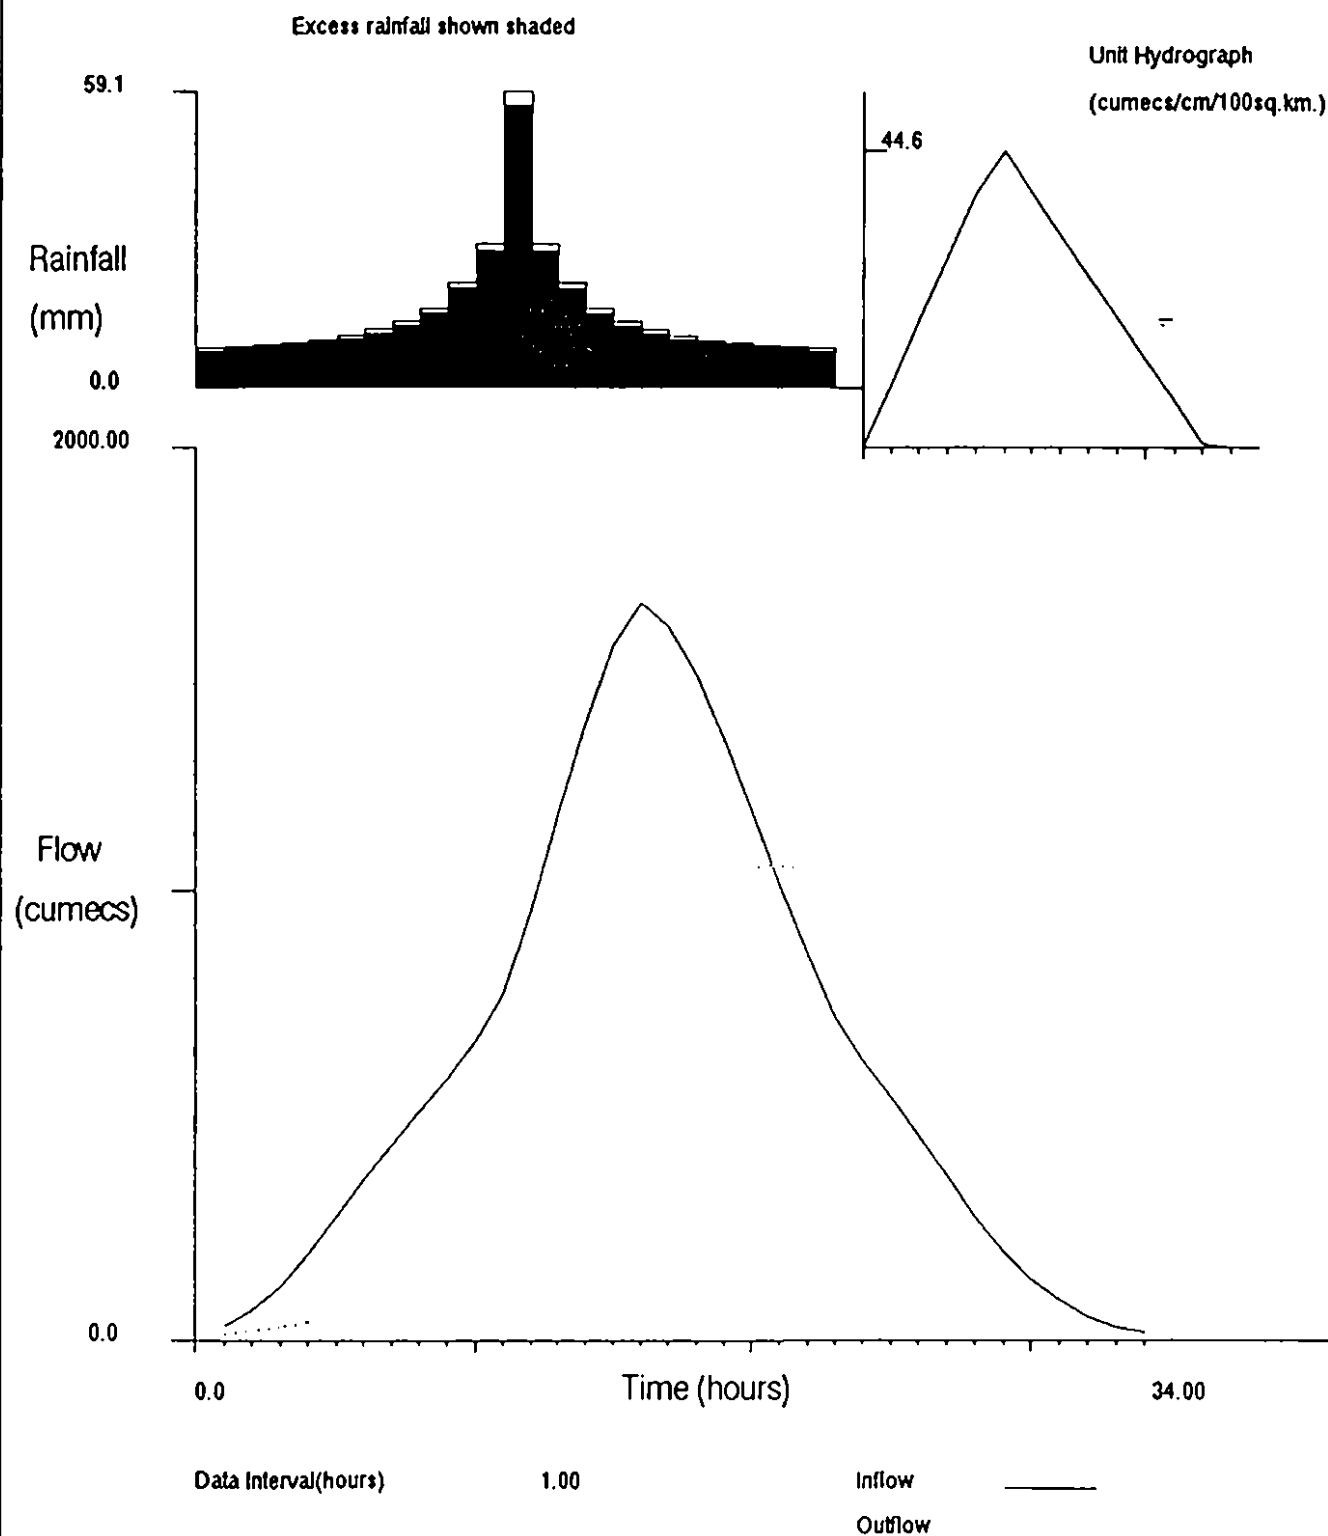 Excess rainfall shown shaded
Unit Hydrograph
(cumecs/cm/100sq.km.)
59.1
44.6
Rainfall
(mm)
0.0
2000.00
Flow
(cumecs)
0.0
0.0
Time (hours)
34.00
Data Interval(hours) 1.00 Inflow
Outflow